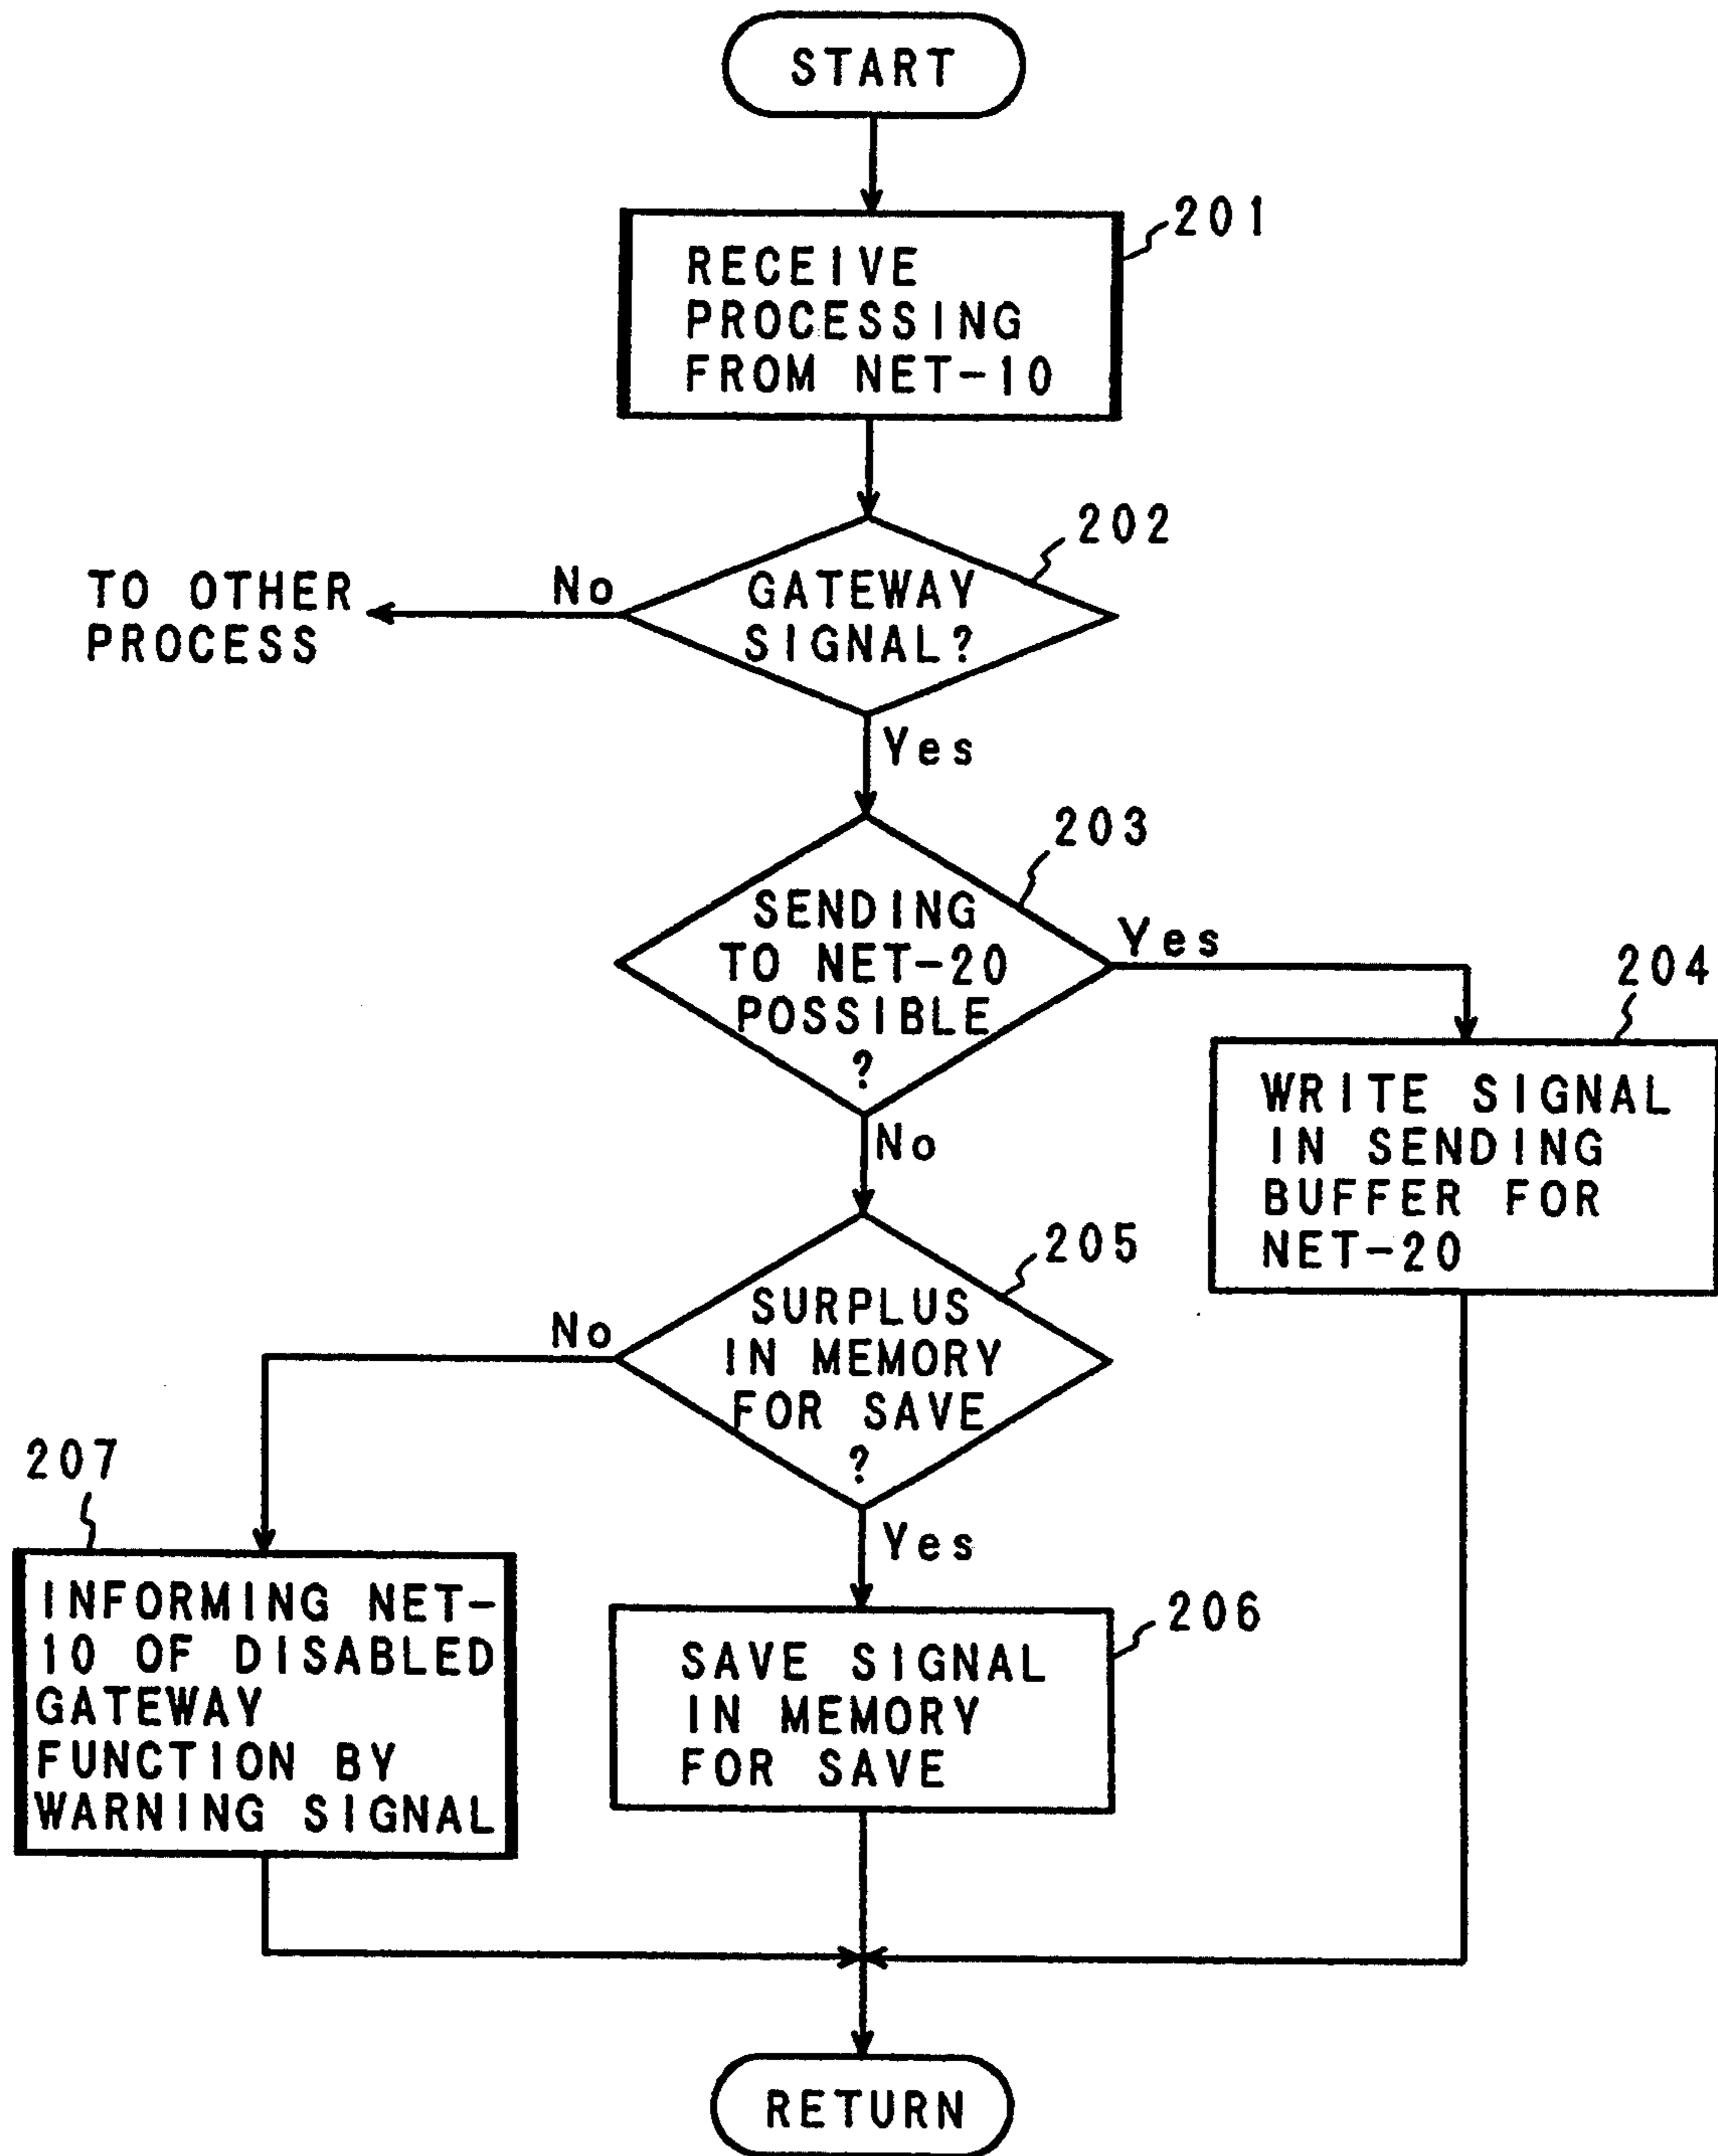 START
201
RECEIVE
PROCESSING
FROM NET-10
202
GATEWAY
SIGNAL?
No
TO OTHER
PROCESS
Yes
203
SENDING
TO NET-20
POSSIBLE
?
Yes
204
WRITE SIGNAL
IN SENDING
BUFFER FOR
NET-20
No
205
SURPLUS
IN MEMORY
FOR SAVE
?
No
207
INFORMING NET-
10 OF DISABLED
GATEWAY
FUNCTION BY
WARNING SIGNAL
Yes
206
SAVE SIGNAL
IN MEMORY
FOR SAVE
RETURN